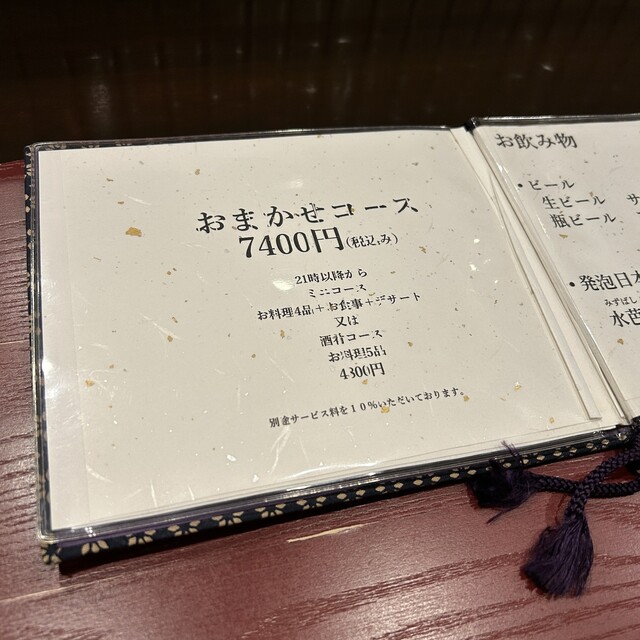 おまかせコース
7400円(税込み)
21時以降から
ミニコース
お料理4品＋お食事＋デザート
又は
酒肴コース
お料理5品
4300円
別途サービス料を１０％いただいております。
お飲み物
・ビール
生ビール サ
瓶ビール
・発泡日本
みずばし
水芭